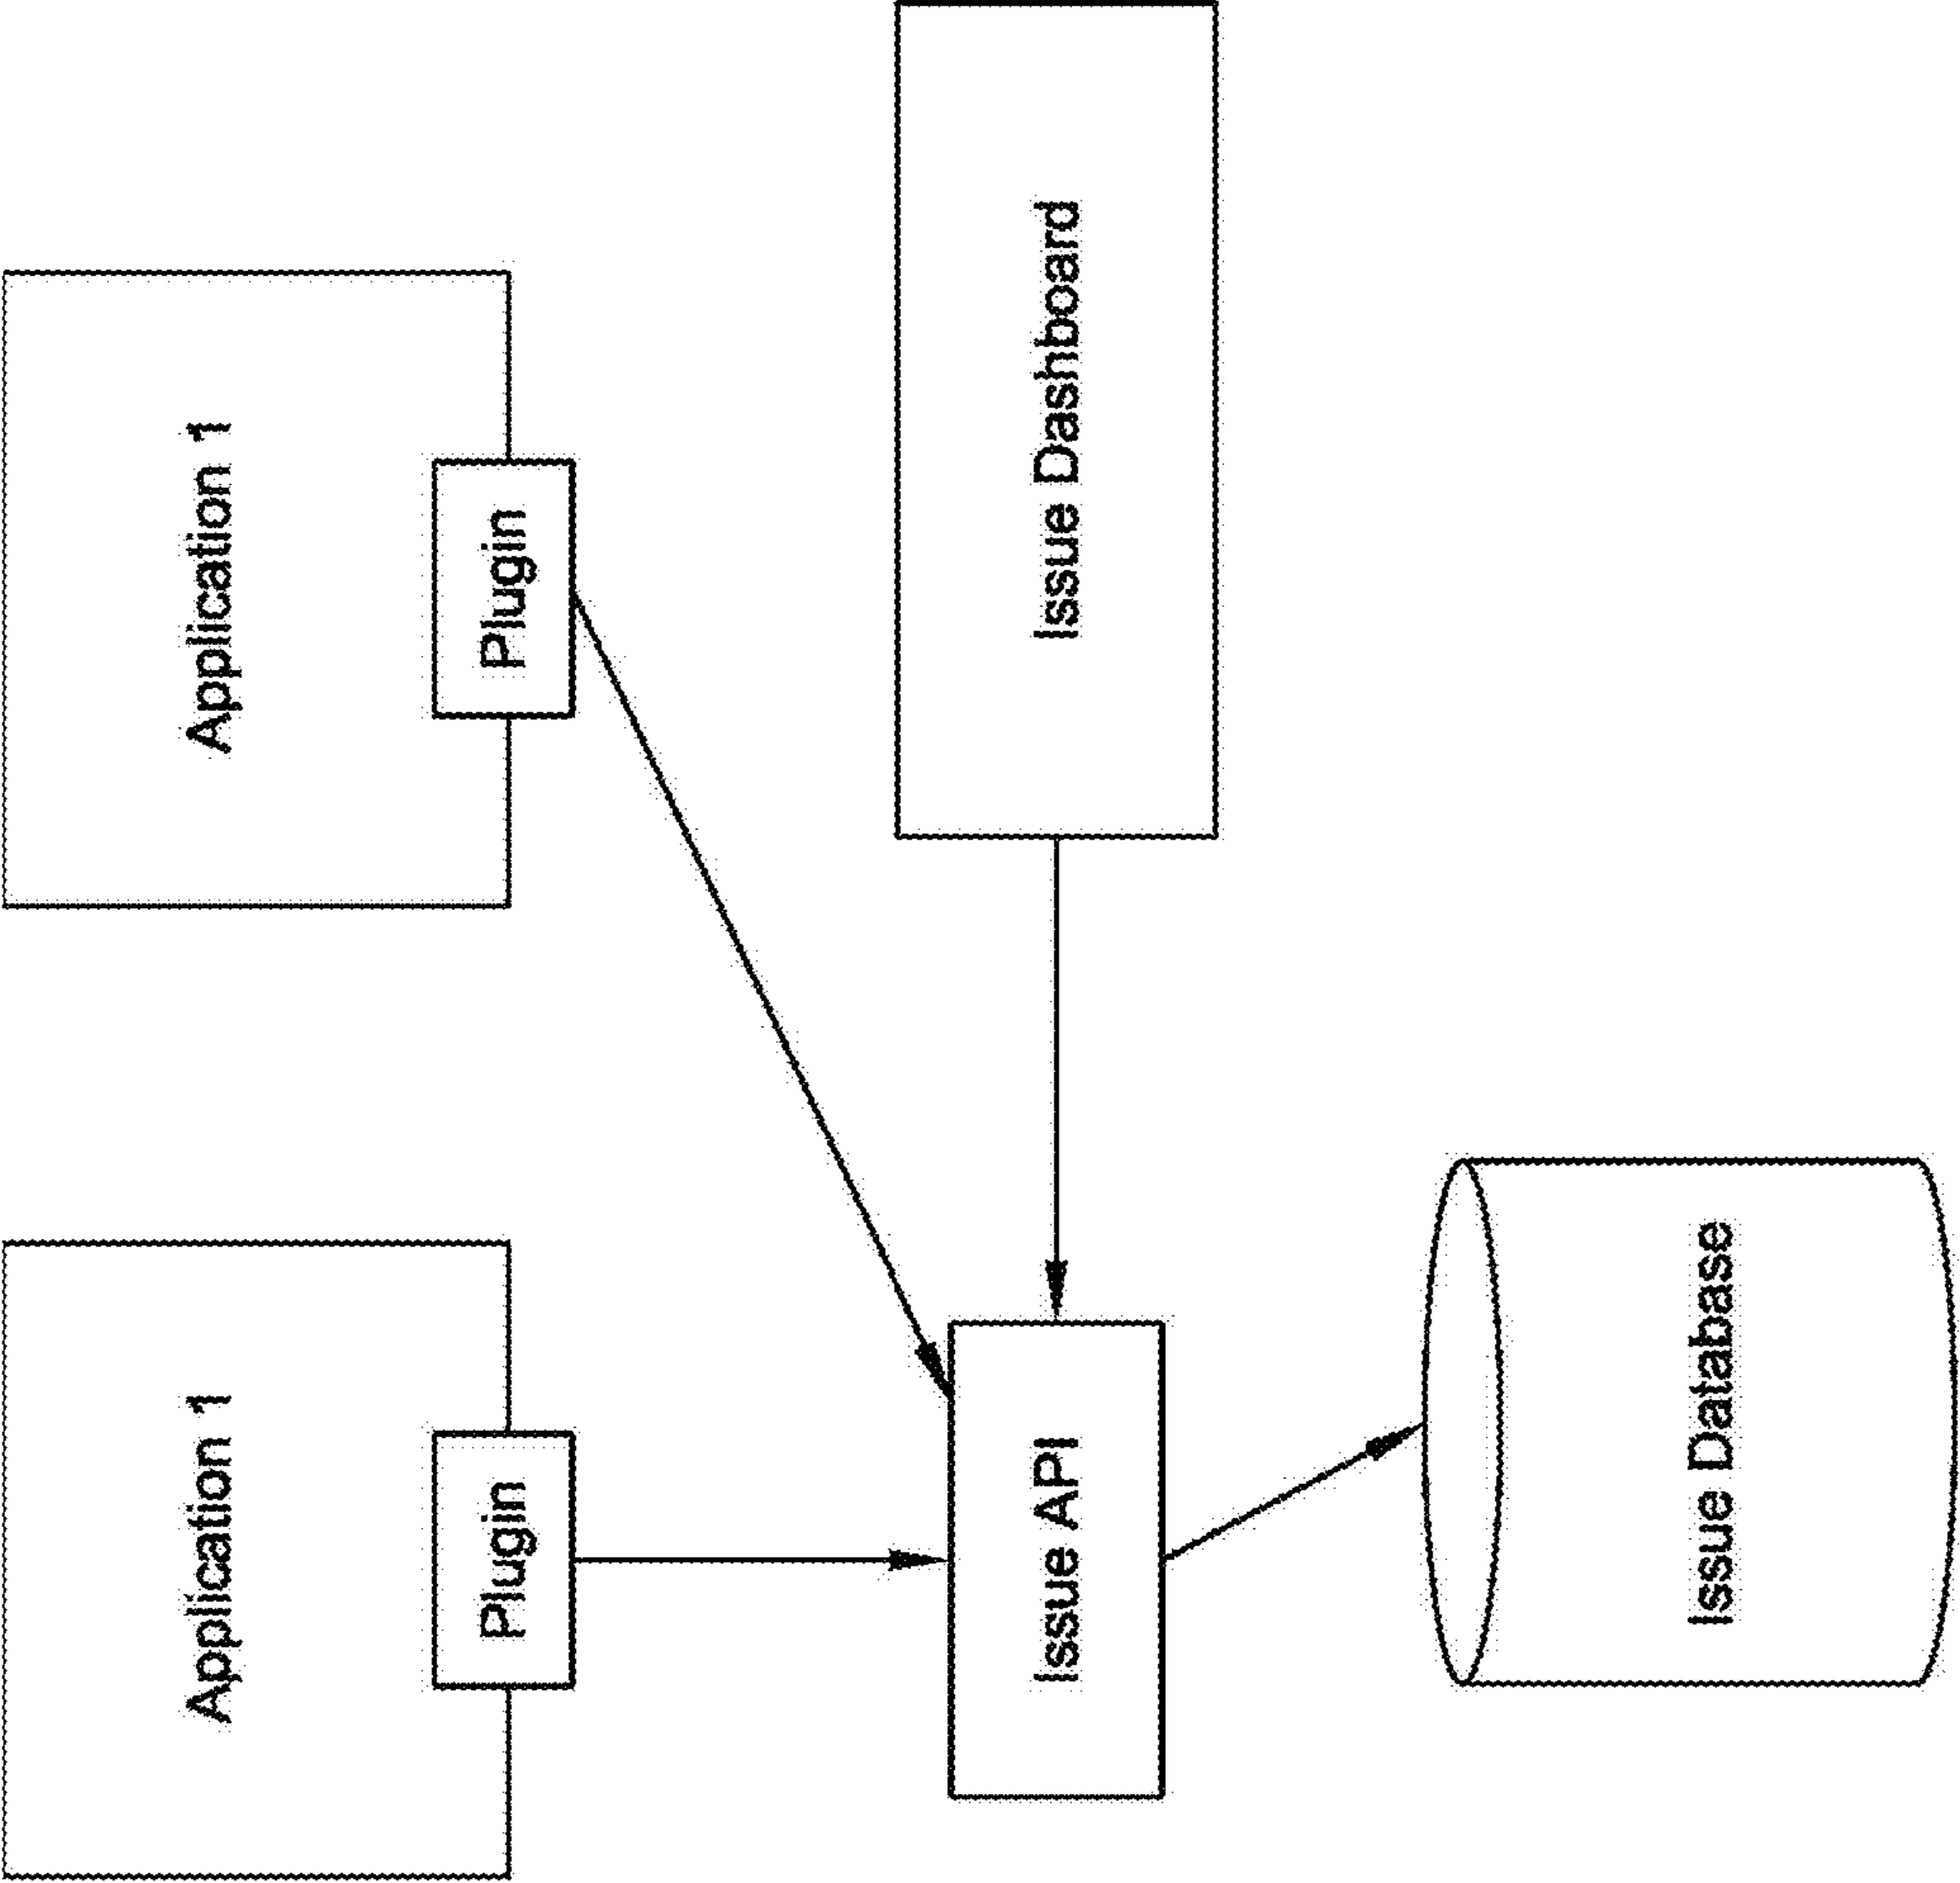 Application 1
Application 1
Plugin
Plugin
Issue API
Issue Dashboard
Issue Database